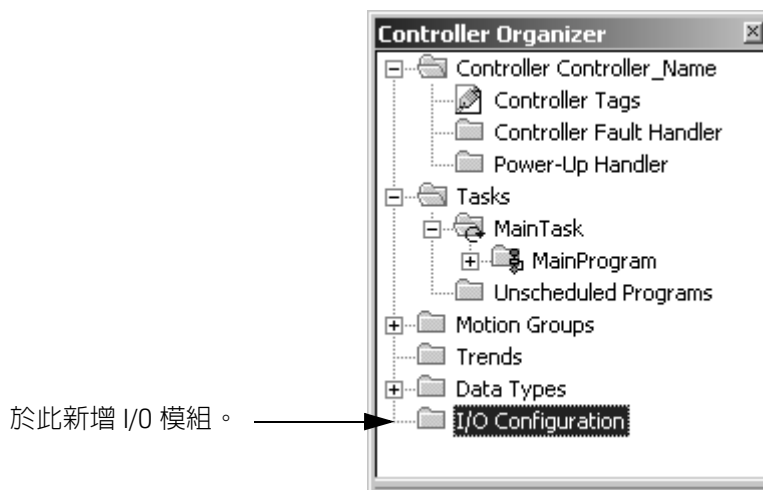 Controller Organizer
Controller Controller_Name
Controller Tags
Controller Fault Handler
Power-Up Handler
Tasks
MainTask
MainProgram
Unscheduled Programs
Motion Groups
Trends
Data Types
於此新增 I/O 模組。
I/O Configuration